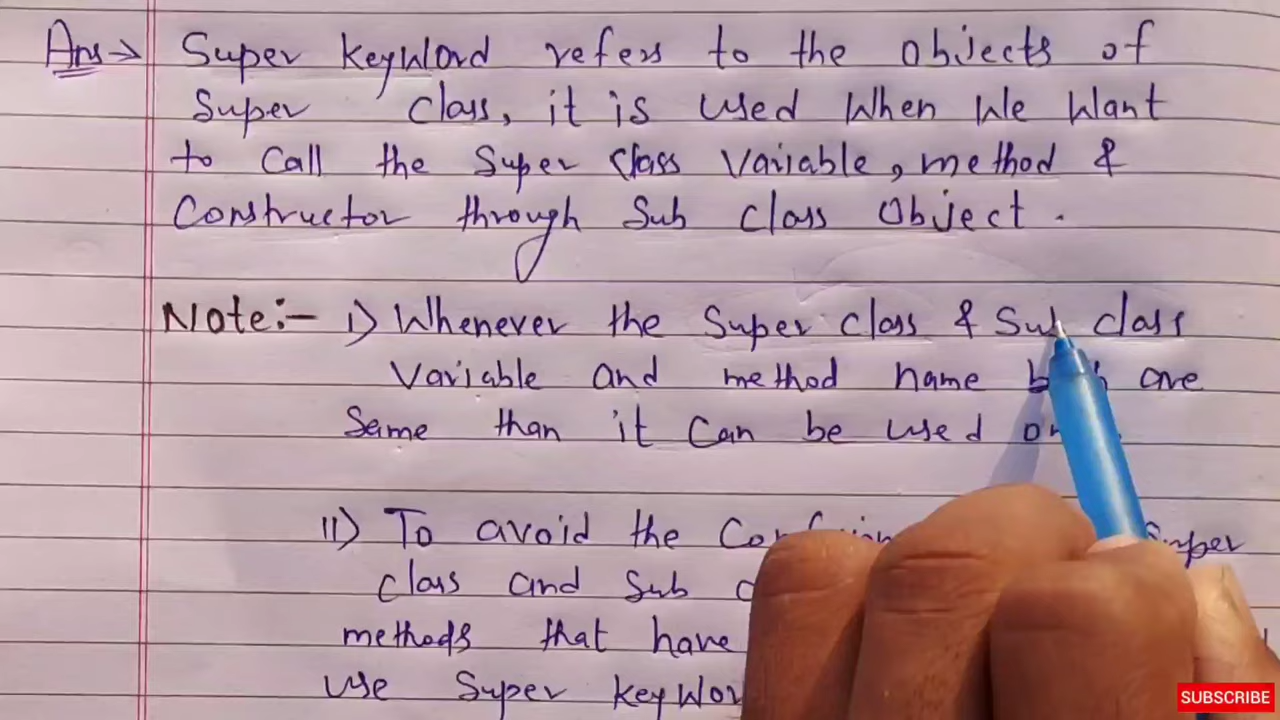 Ans→ Super keyword refers to the objects of
Super class, it is used when we want
to call the super class variable, method &
Constructor through Sub class object.
Note:- i) Whenever the Super class & Sub class
variable and method name both are
Same than it can be used
II) To avoid the Super
class and Sub
methods that have
use super
SUBSCRIBE